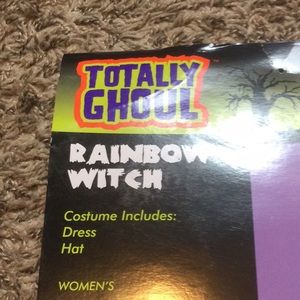 TOTALLY
GHOUL
RAINBOW
WITCH
Costume Includes:
Dress
Hat
WOMEN'S